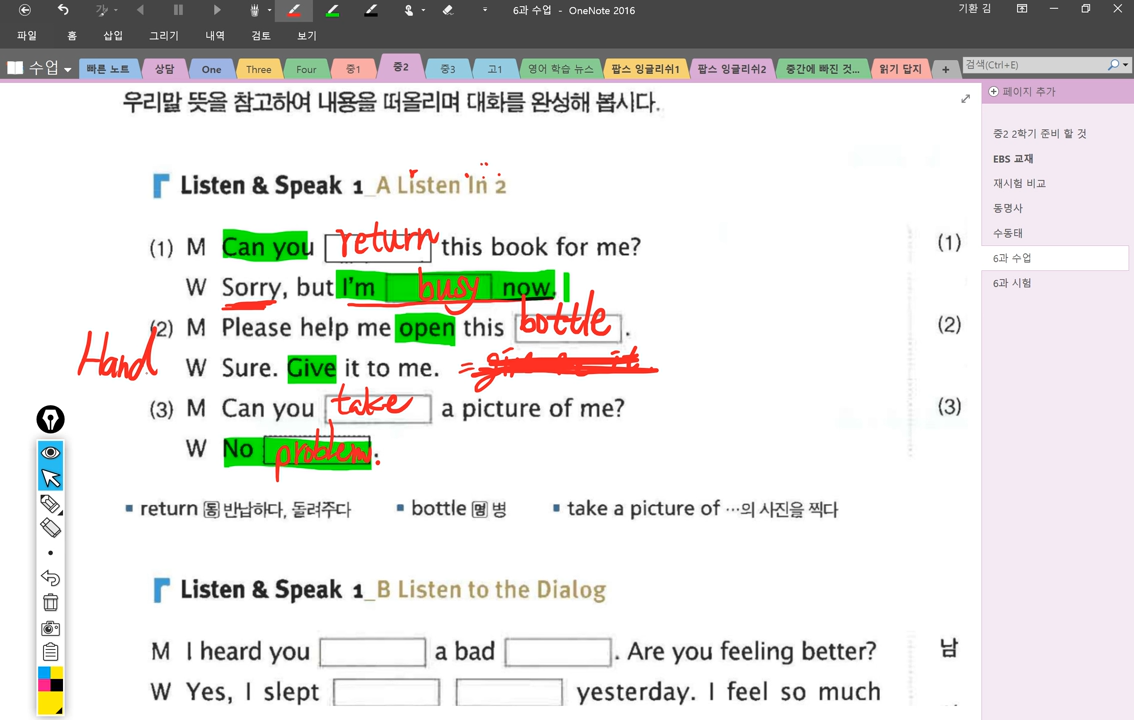 6과 수업 - OneNote 2016
기환 김
파일 홈 삽입 그리기 내역 검토 보기
수업 빠른 노트 상담 One Three Four 중1 중2 중3 고1 영어 학습 뉴스 팝스 잉글리쉬1 팝스 잉글리쉬2 중간에 빠진 것... 읽기 답지 + 검색(Ctrl+E)
페이지 추가
중2 2학기 준비 할 것
EBS 교재
재시험 비교
동명사
수동태
6과 수업
6과 시험
우리말 뜻을 참고하여 내용을 떠올리며 대화를 완성해 봅시다.
Listen & Speak 1_A Listen In 2
(1) M Can you return this book for me? (1)
W Sorry, but I'm busy now.
(2) M Please help me open this bottle. (2)
Hand
W Sure. Give it to me. =
(3) M Can you take a picture of me? (3)
W No problem.
return 동 반납하다, 돌려주다 bottle 명 병 take a picture of …의 사진을 찍다
Listen & Speak 1_B Listen to the Dialog
M I heard you a bad . Are you feeling better? 남
W Yes, I slept yesterday. I feel so much